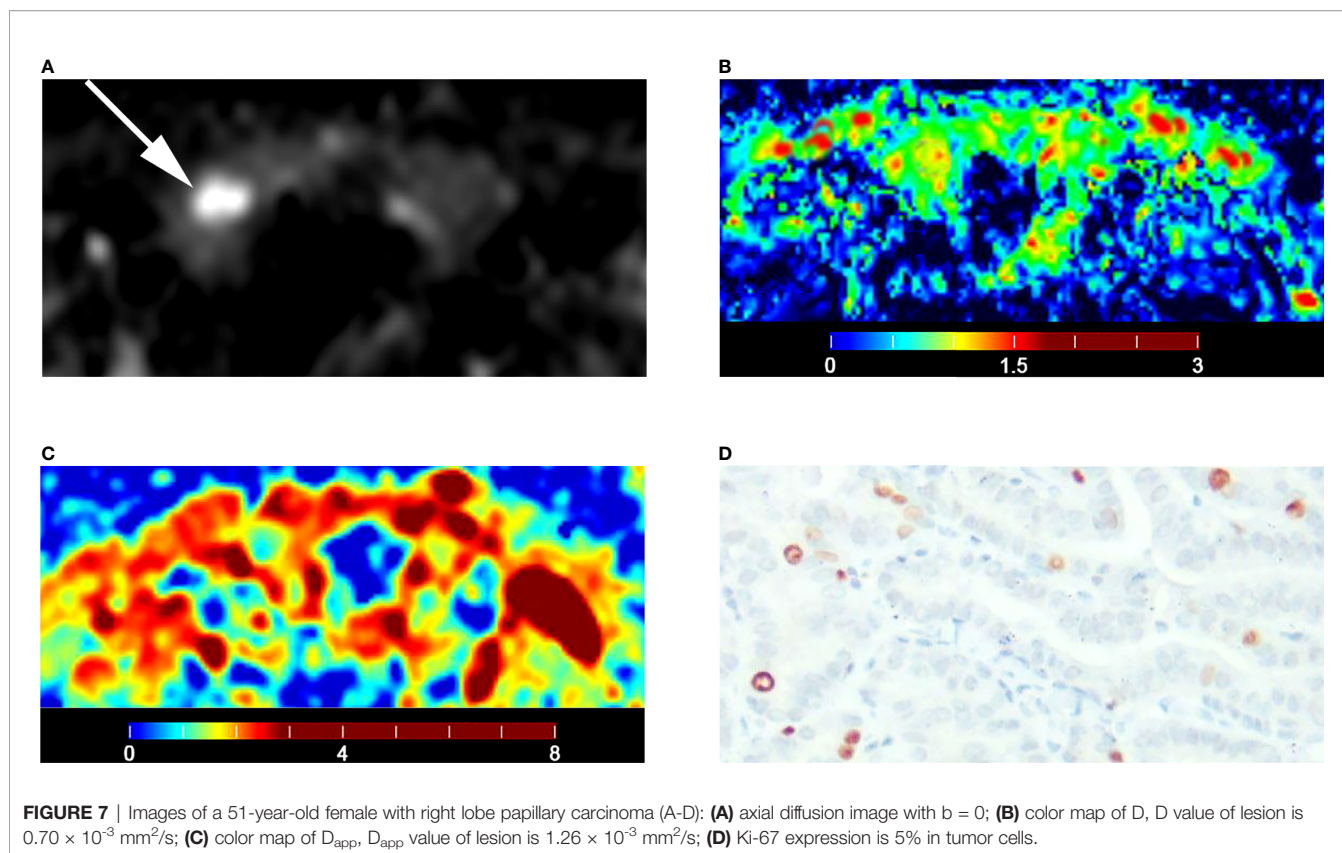 A
B
0 1.5 3
C
D
0 4 8
FIGURE 7 | Images of a 51-year-old female with right lobe papillary carcinoma (A-D): (A) axial diffusion image with b = 0; (B) color map of D, D value of lesion is
0.70 × 10⁻³ mm²/s; (C) color map of Dₐₚₚ, Dₐₚₚ value of lesion is 1.26 × 10⁻³ mm²/s; (D) Ki-67 expression is 5% in tumor cells.